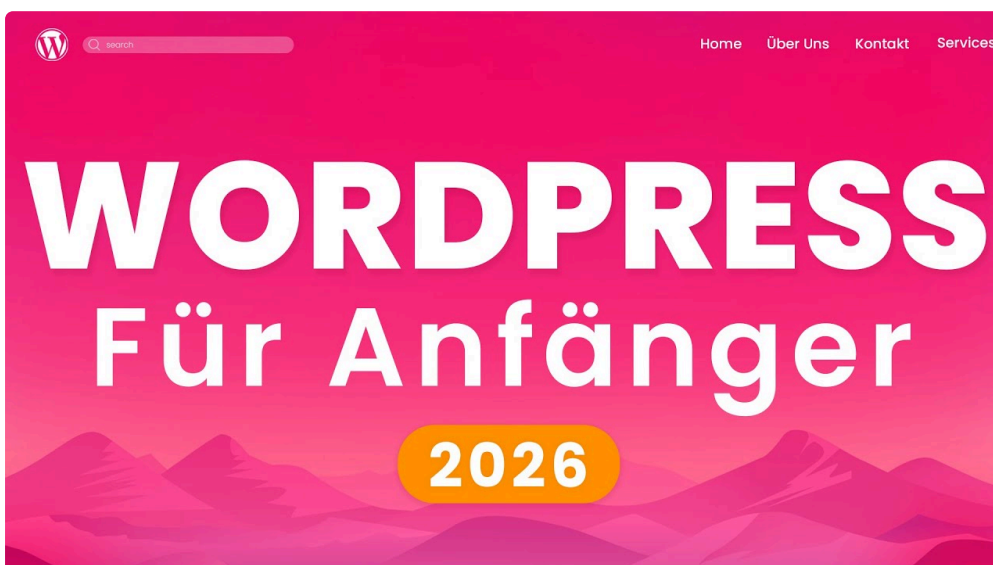 search
Home Über Uns Kontakt Services
WORDPRESS
Für Anfänger
2026